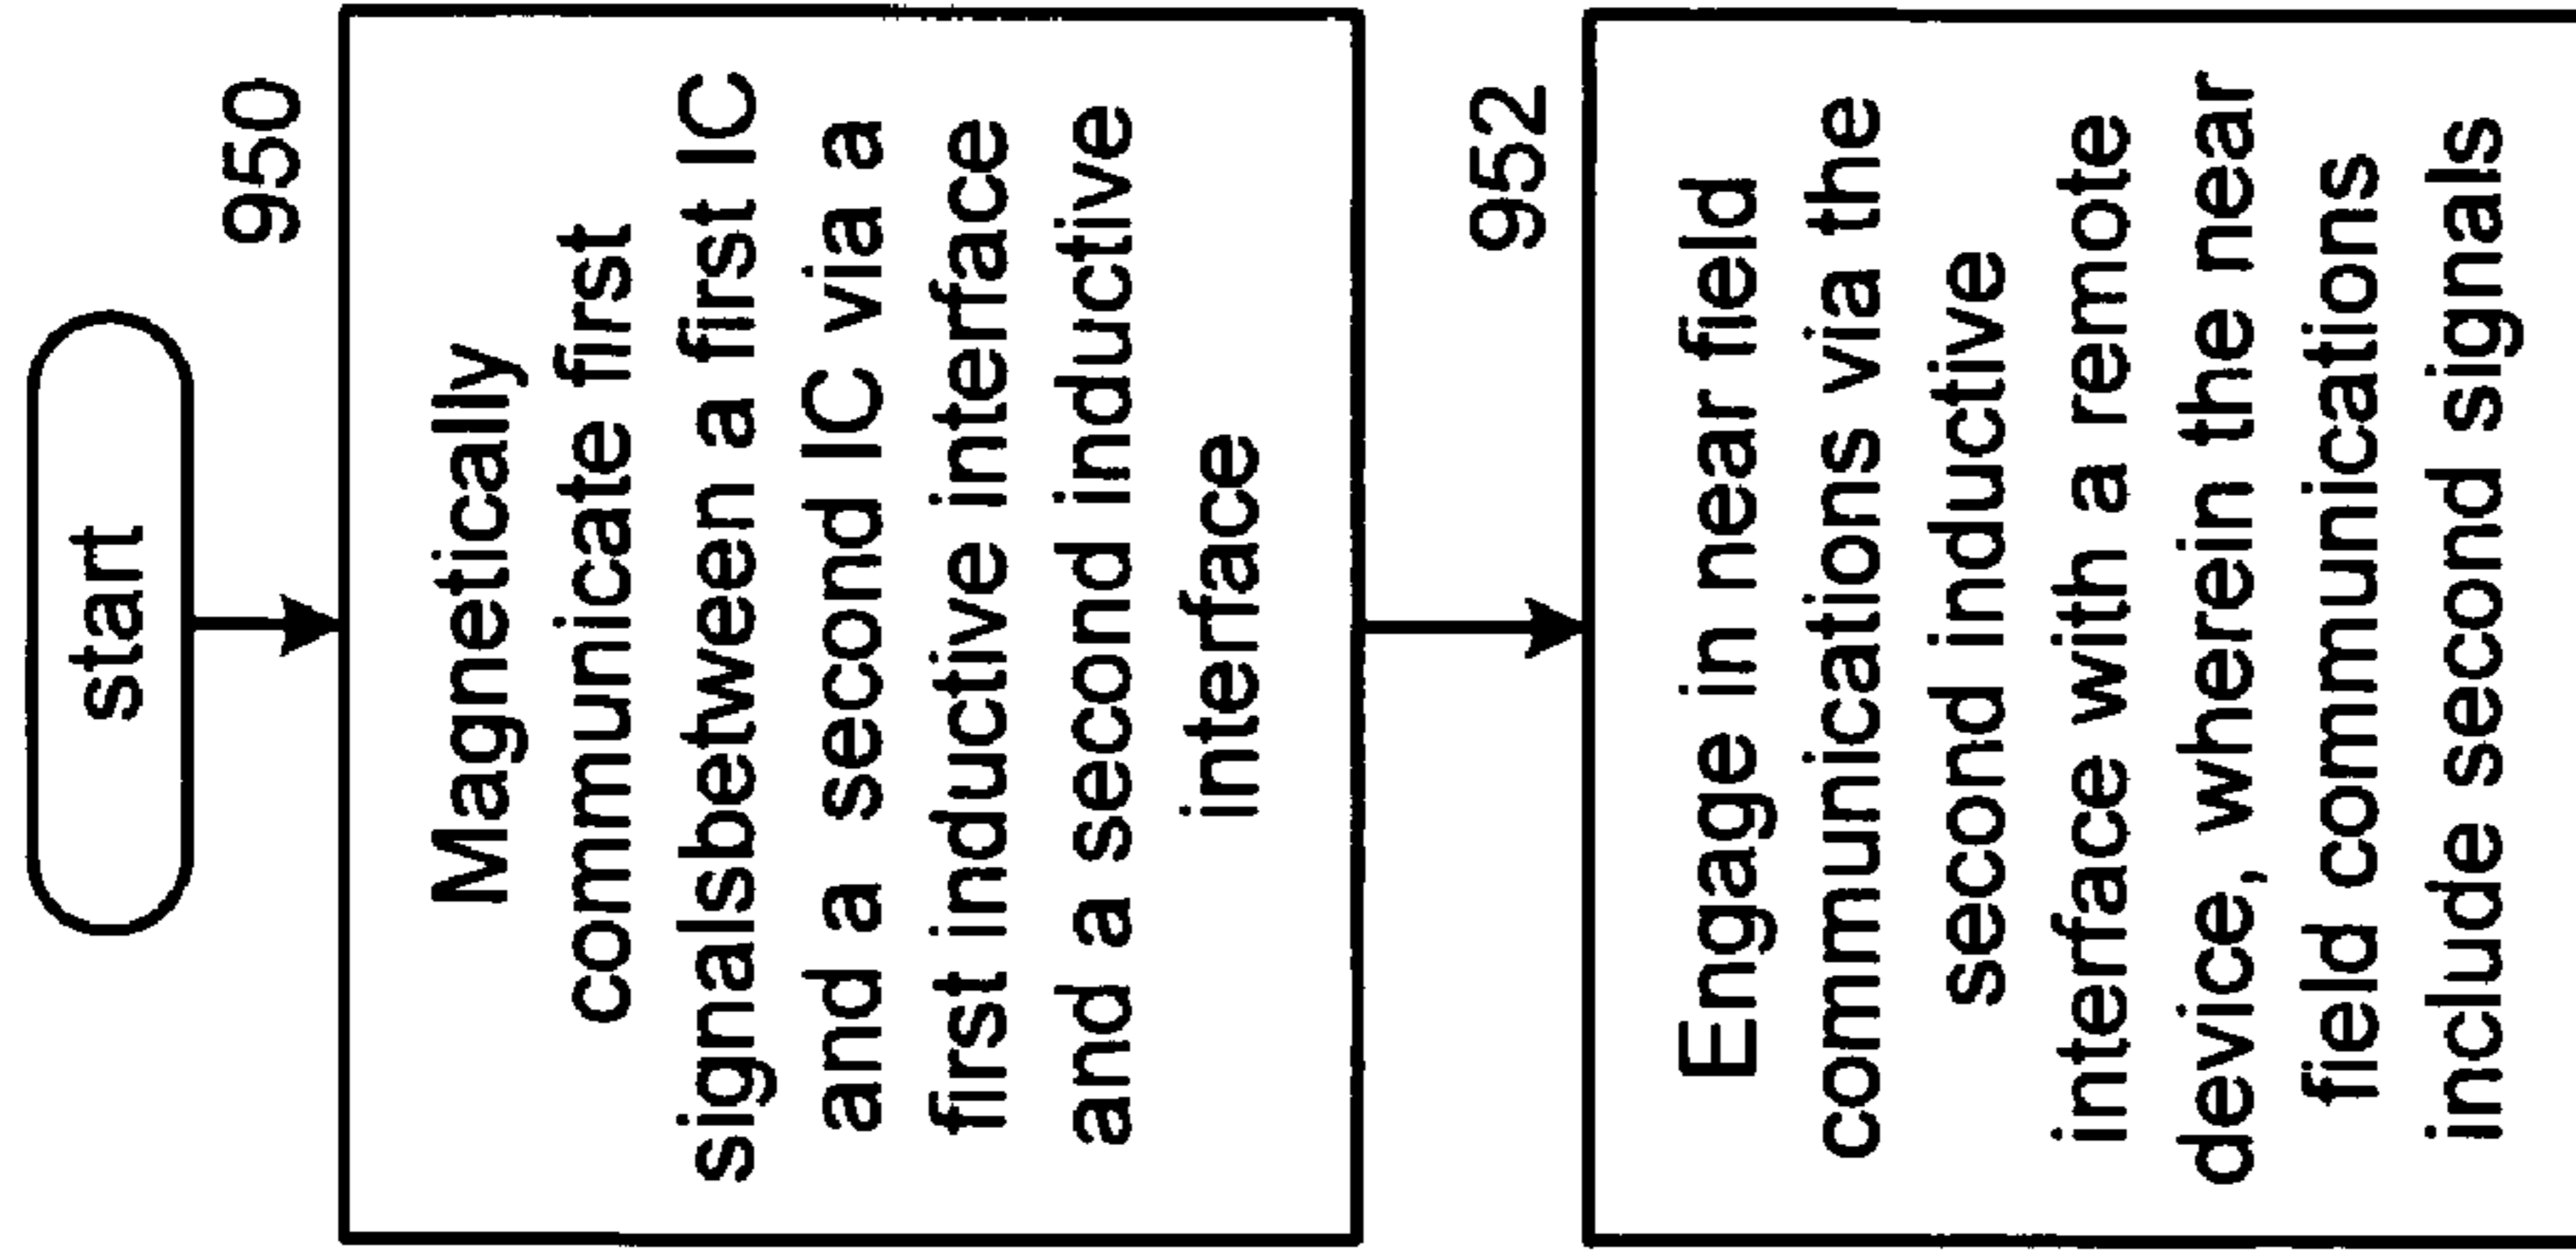 start
950
Magnetically
communicate first
signalsbetween a first IC
and a second IC via a
first inductive interface
and a second inductive
interface
952
Engage in near field
communications via the
second inductive
interface with a remote
device, wherein the near
field communications
include second signals